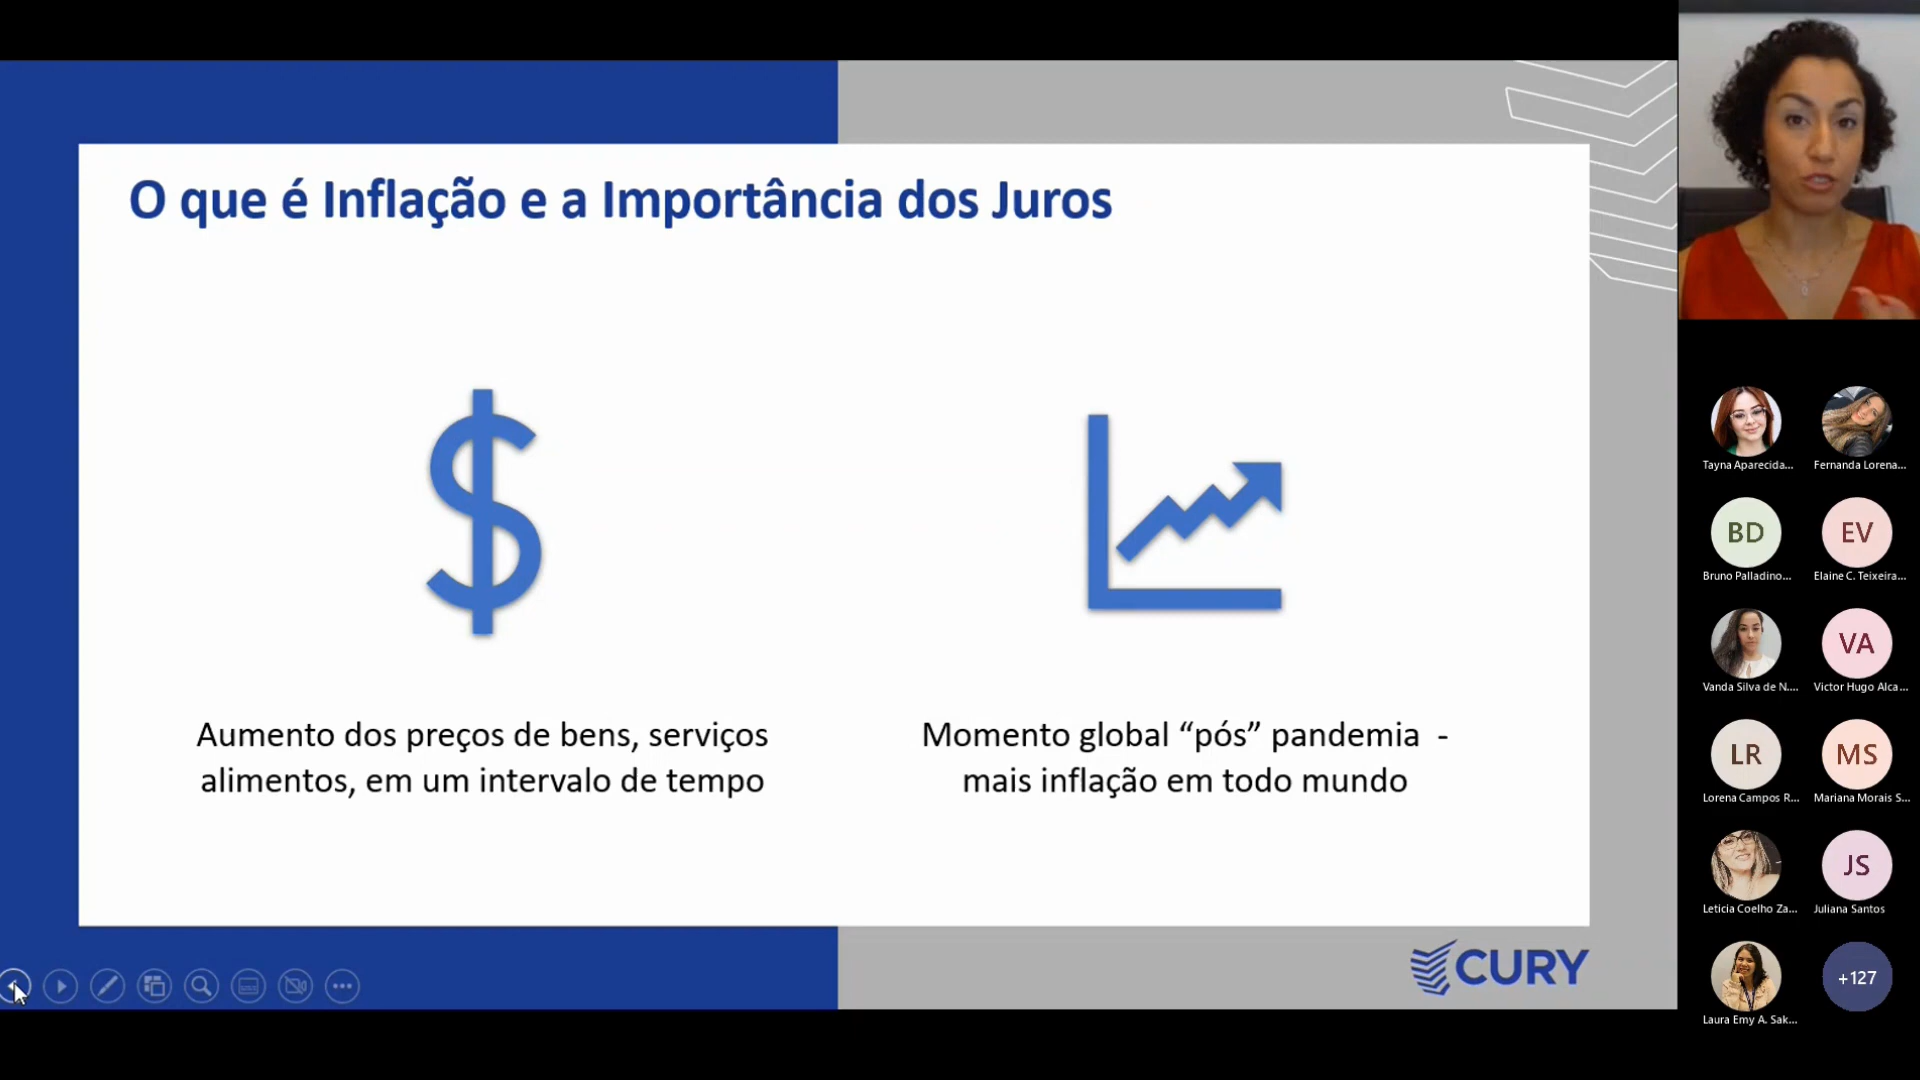 O que é Inflação e a Importância dos Juros
Aumento dos preços de bens, serviços
alimentos, em um intervalo de tempo
Momento global “pós” pandemia -
mais inflação em todo mundo
CURY
Tayna Aparecida...
Fernanda Lorena...
BD
EV
Bruno Palladino...
Elaine C. Teixeira...
VA
Vanda Silva de N....
Victor Hugo Alca...
LR
MS
Lorena Campos R...
Mariana Morais S...
JS
Leticia Coelho Za...
Juliana Santos
+127
Laura Emy A. Sak...